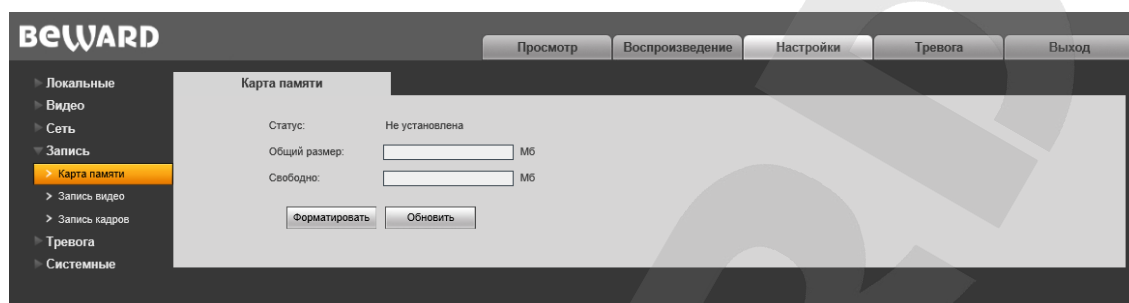 BEWARD
Просмотр Воспроизведение Настройки Тревога Выход
Локальные
Видео
Сеть
Запись
Карта памяти
Запись видео
Запись кадров
Тревога
Системные
Карта памяти
Статус: Не установлена
Общий размер: Мб
Свободно: Мб
Форматировать Обновить